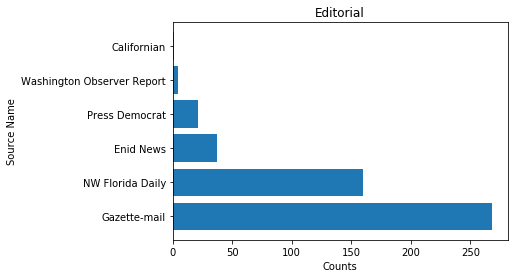 Editorial
Californian
Washington Observer Report
Press Democrat
Enid News
NW Florida Daily
Gazette-mail
Source Name
0 50 100 150 200 250
Counts